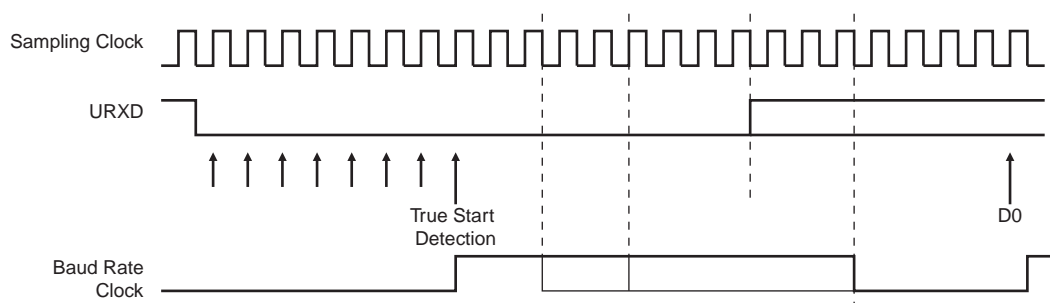 Sampling Clock
URXD
True Start
Detection
D0
Baud Rate
Clock